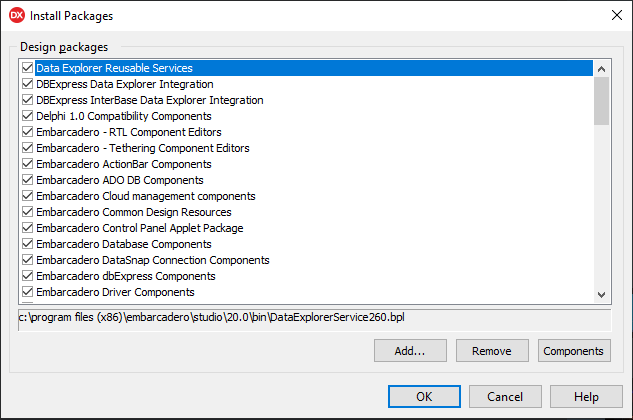 DX Install Packages
Design packages
Data Explorer Reusable Services
DBExpress Data Explorer Integration
DBExpress InterBase Data Explorer Integration
Delphi 1.0 Compatibility Components
Embarcadero - RTL Component Editors
Embarcadero - Tethering Component Editors
Embarcadero ActionBar Components
Embarcadero ADO DB Components
Embarcadero Cloud management components
Embarcadero Common Design Resources
Embarcadero Control Panel Applet Package
Embarcadero Database Components
Embarcadero DataSnap Connection Components
Embarcadero dbExpress Components
Embarcadero Driver Components
c:\program files (x86)\embarcadero\studio\20.0\bin\DataExplorerService260.bpl
Add... Remove Components
OK Cancel Help